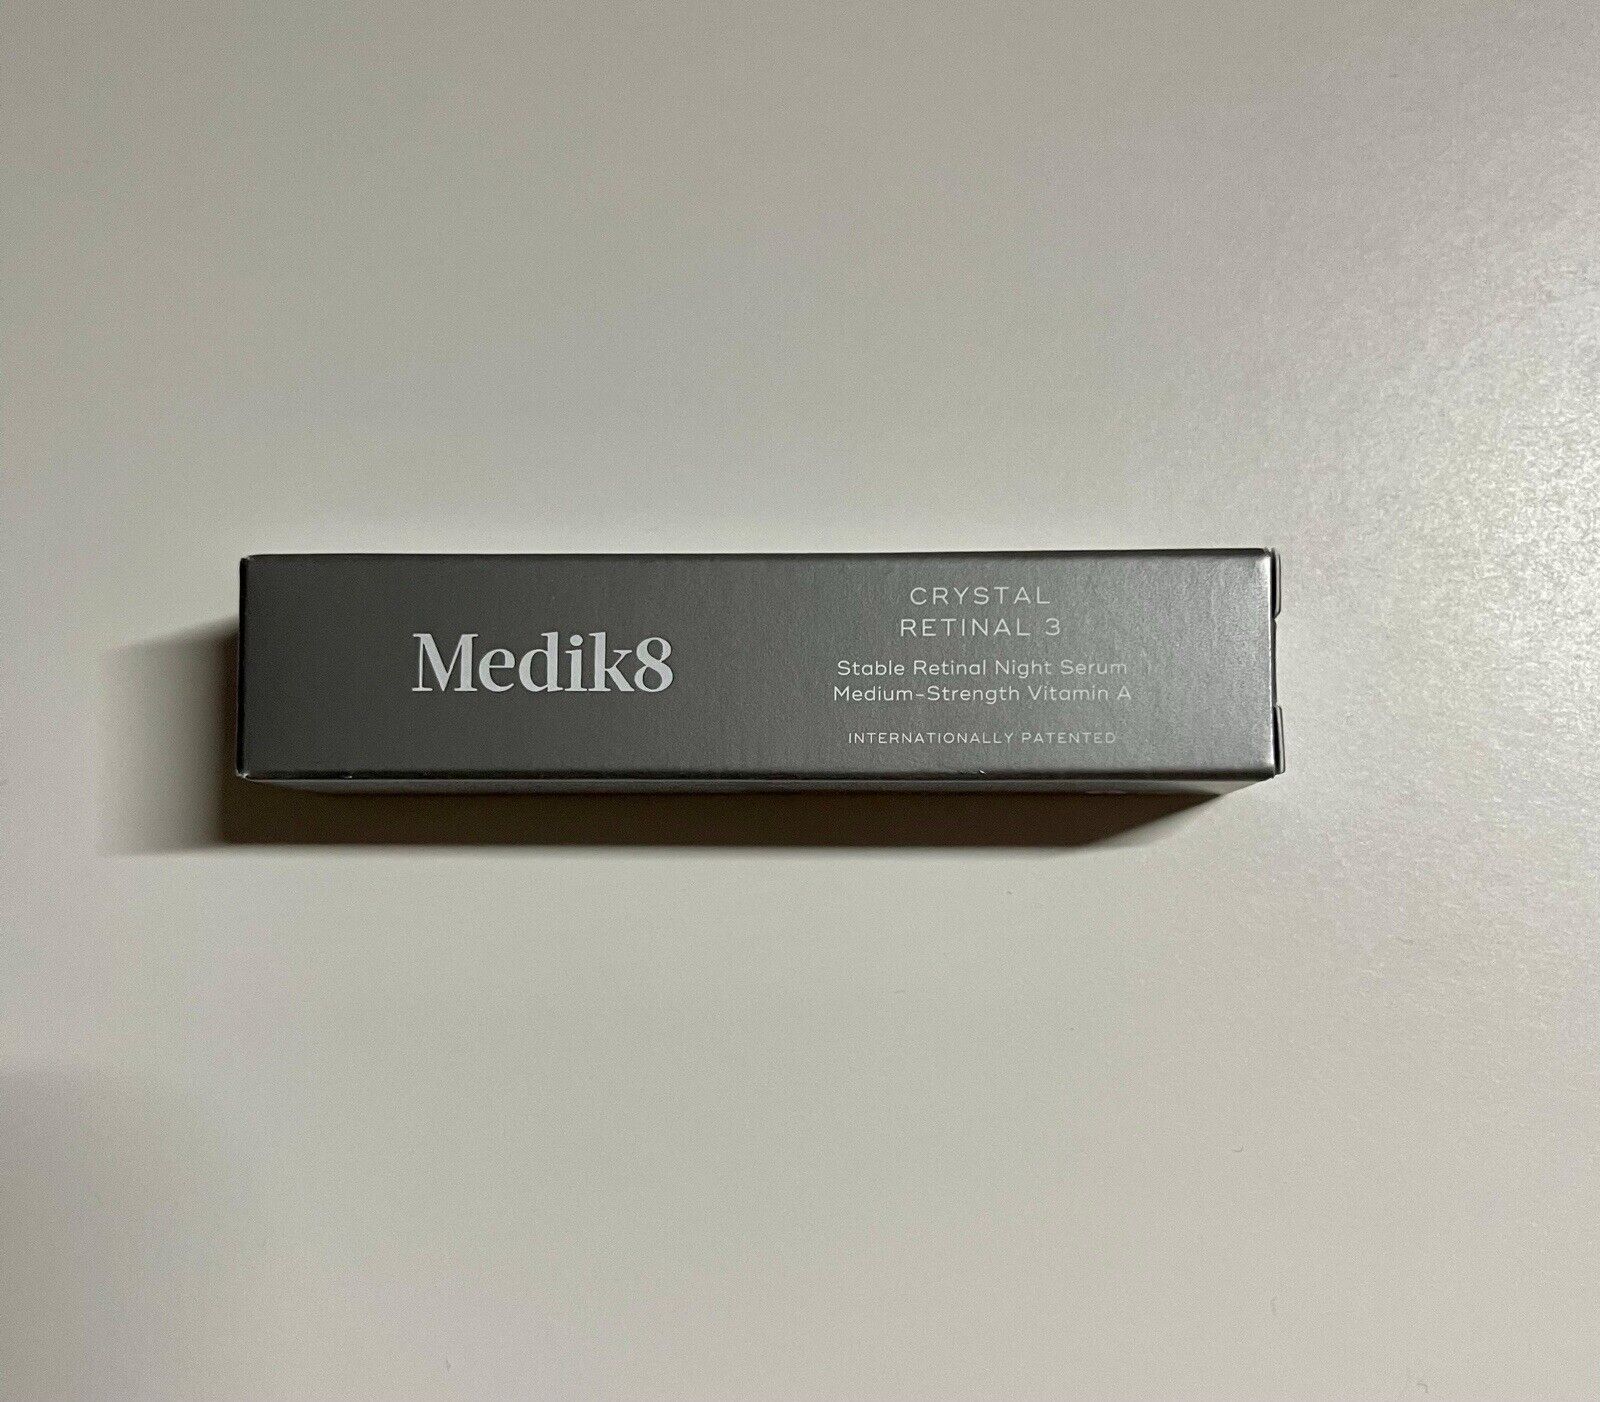 Medik8
CRYSTAL
RETINAL 3
Stable Retinal Night Serum
Medium-Strength Vitamin A
INTERNATIONALLY PATENTED